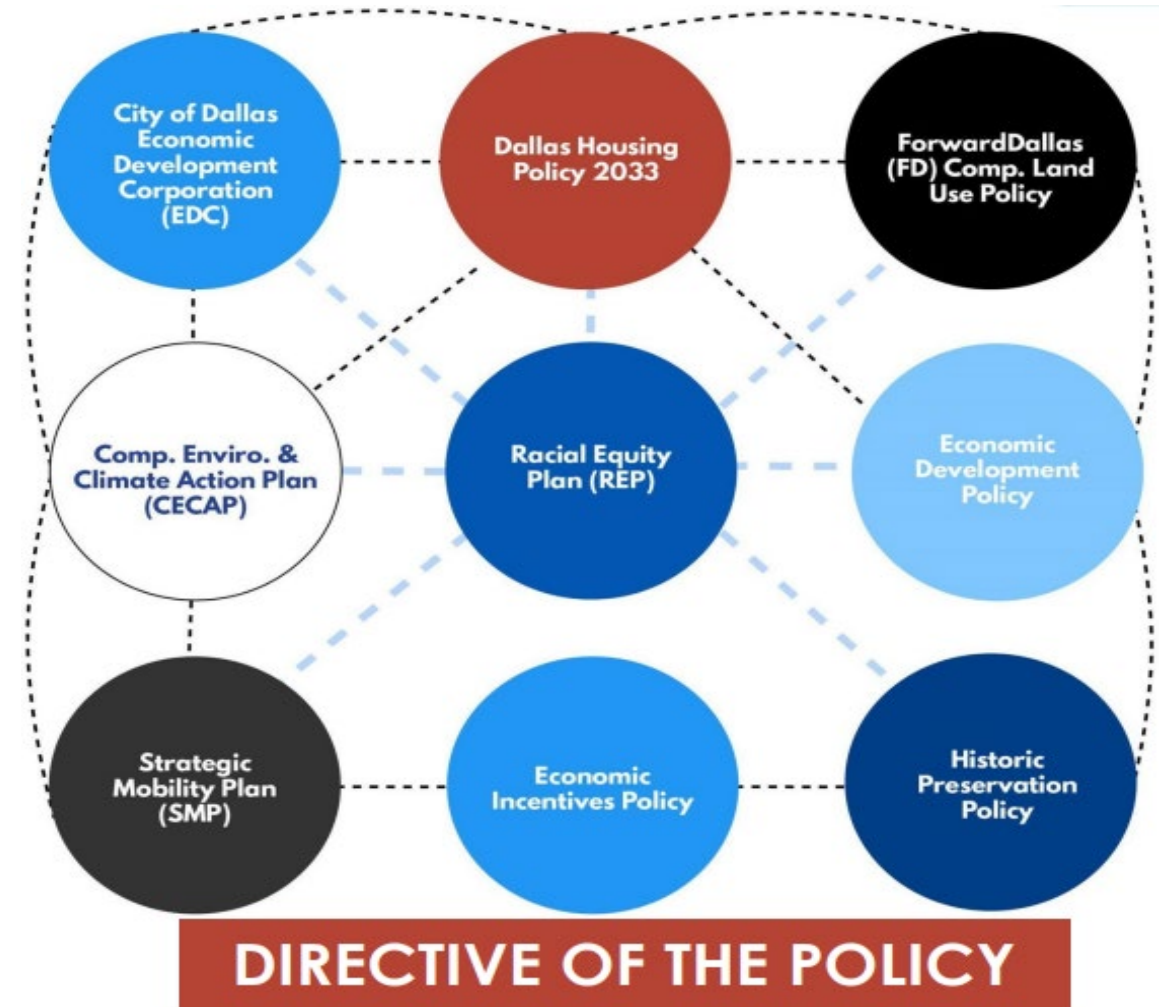 City of Dallas
Economic
Development
Corporation
(EDC)
Dallas Housing
Policy 2033
ForwardDallas
(FD) Comp. Land
Use Policy
Comp. Enviro. &
Climate Action Plan
(CECAP)
Racial Equity
Plan (REP)
Economic
Development
Policy
Strategic
Mobility Plan
(SMP)
Economic
Incentives Policy
Historic
Preservation
Policy
DIRECTIVE OF THE POLICY